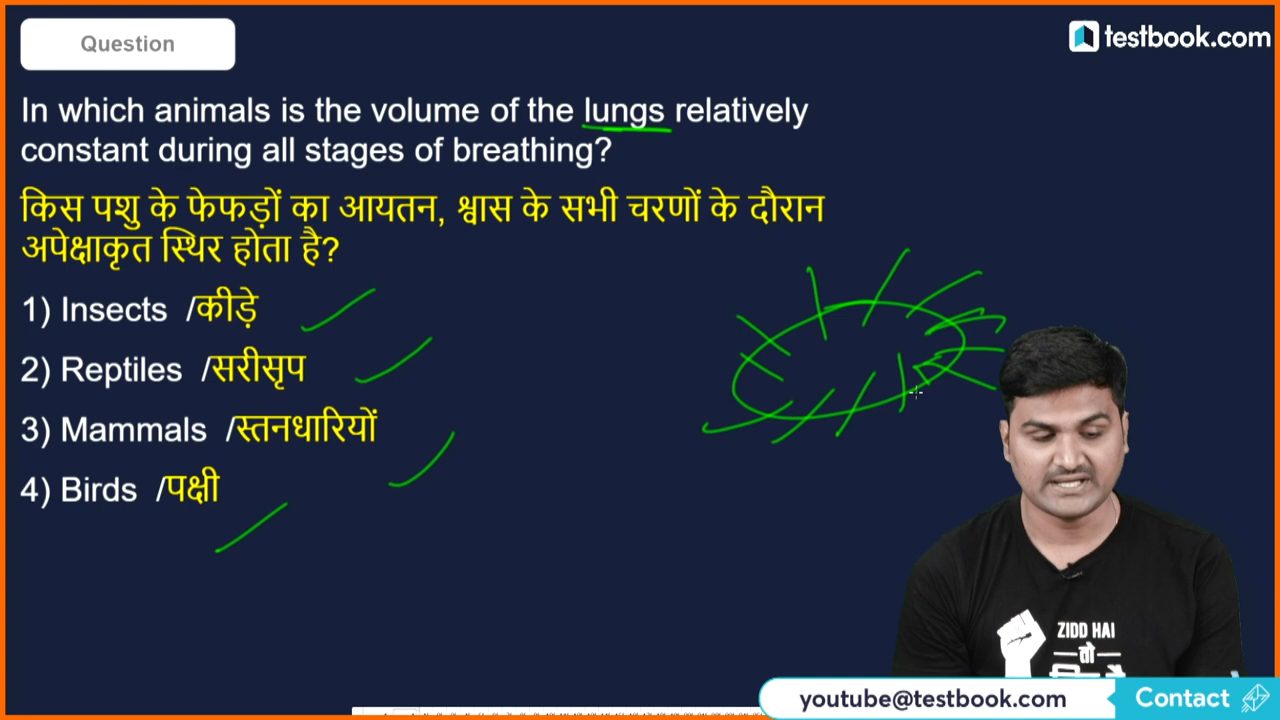 Question
testbook.com
In which animals is the volume of the lungs relatively
constant during all stages of breathing?
किस पशु के फेफड़ों का आयतन, श्वास के सभी चरणों के दौरान
अपेक्षाकृत स्थिर होता है?
1) Insects /कीड़े
2) Reptiles /सरीसृप
3) Mammals /स्तनधारियों
4) Birds /पक्षी
ZIDD HAI
तो
youtube@testbook.com
Contact